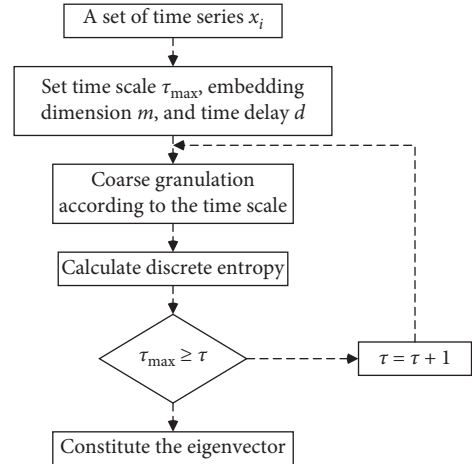 A set of time series xᵢ
Set time scale τₘₐₓ, embedding
dimension m, and time delay d
Coarse granulation
according to the time scale
Calculate discrete entropy
τₘₐₓ ≥ τ
τ = τ + 1
Constitute the eigenvector